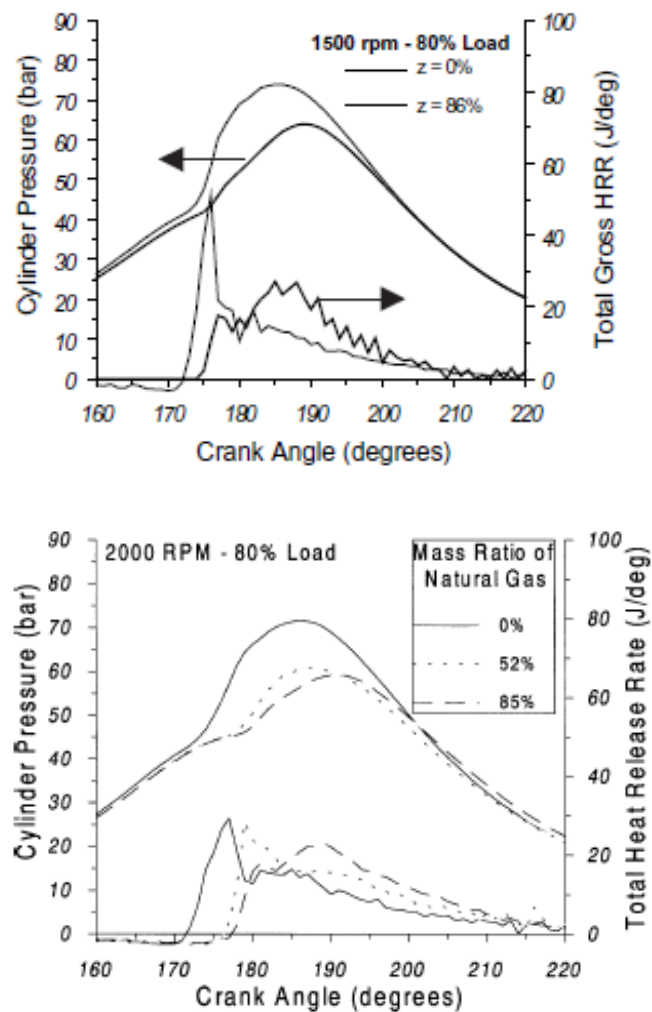 1500 rpm - 80% Load
z = 0%
z = 86%
Cylinder Pressure (bar)
90
80
70
60
50
40
30
20
10
0
100
80
60
40
20
0
Total Gross HRR (J/deg)
160 170 180 190 200 210 220
Crank Angle (degrees)
2000 RPM - 80% Load
Mass Ratio of
Natural Gas
0%
52%
85%
Cylinder Pressure (bar)
90
80
70
60
50
40
30
20
10
0
100
80
60
40
20
0
Total Heat Release Rate (J/deg)
160 170 180 190 200 210 220
Crank Angle (degrees)